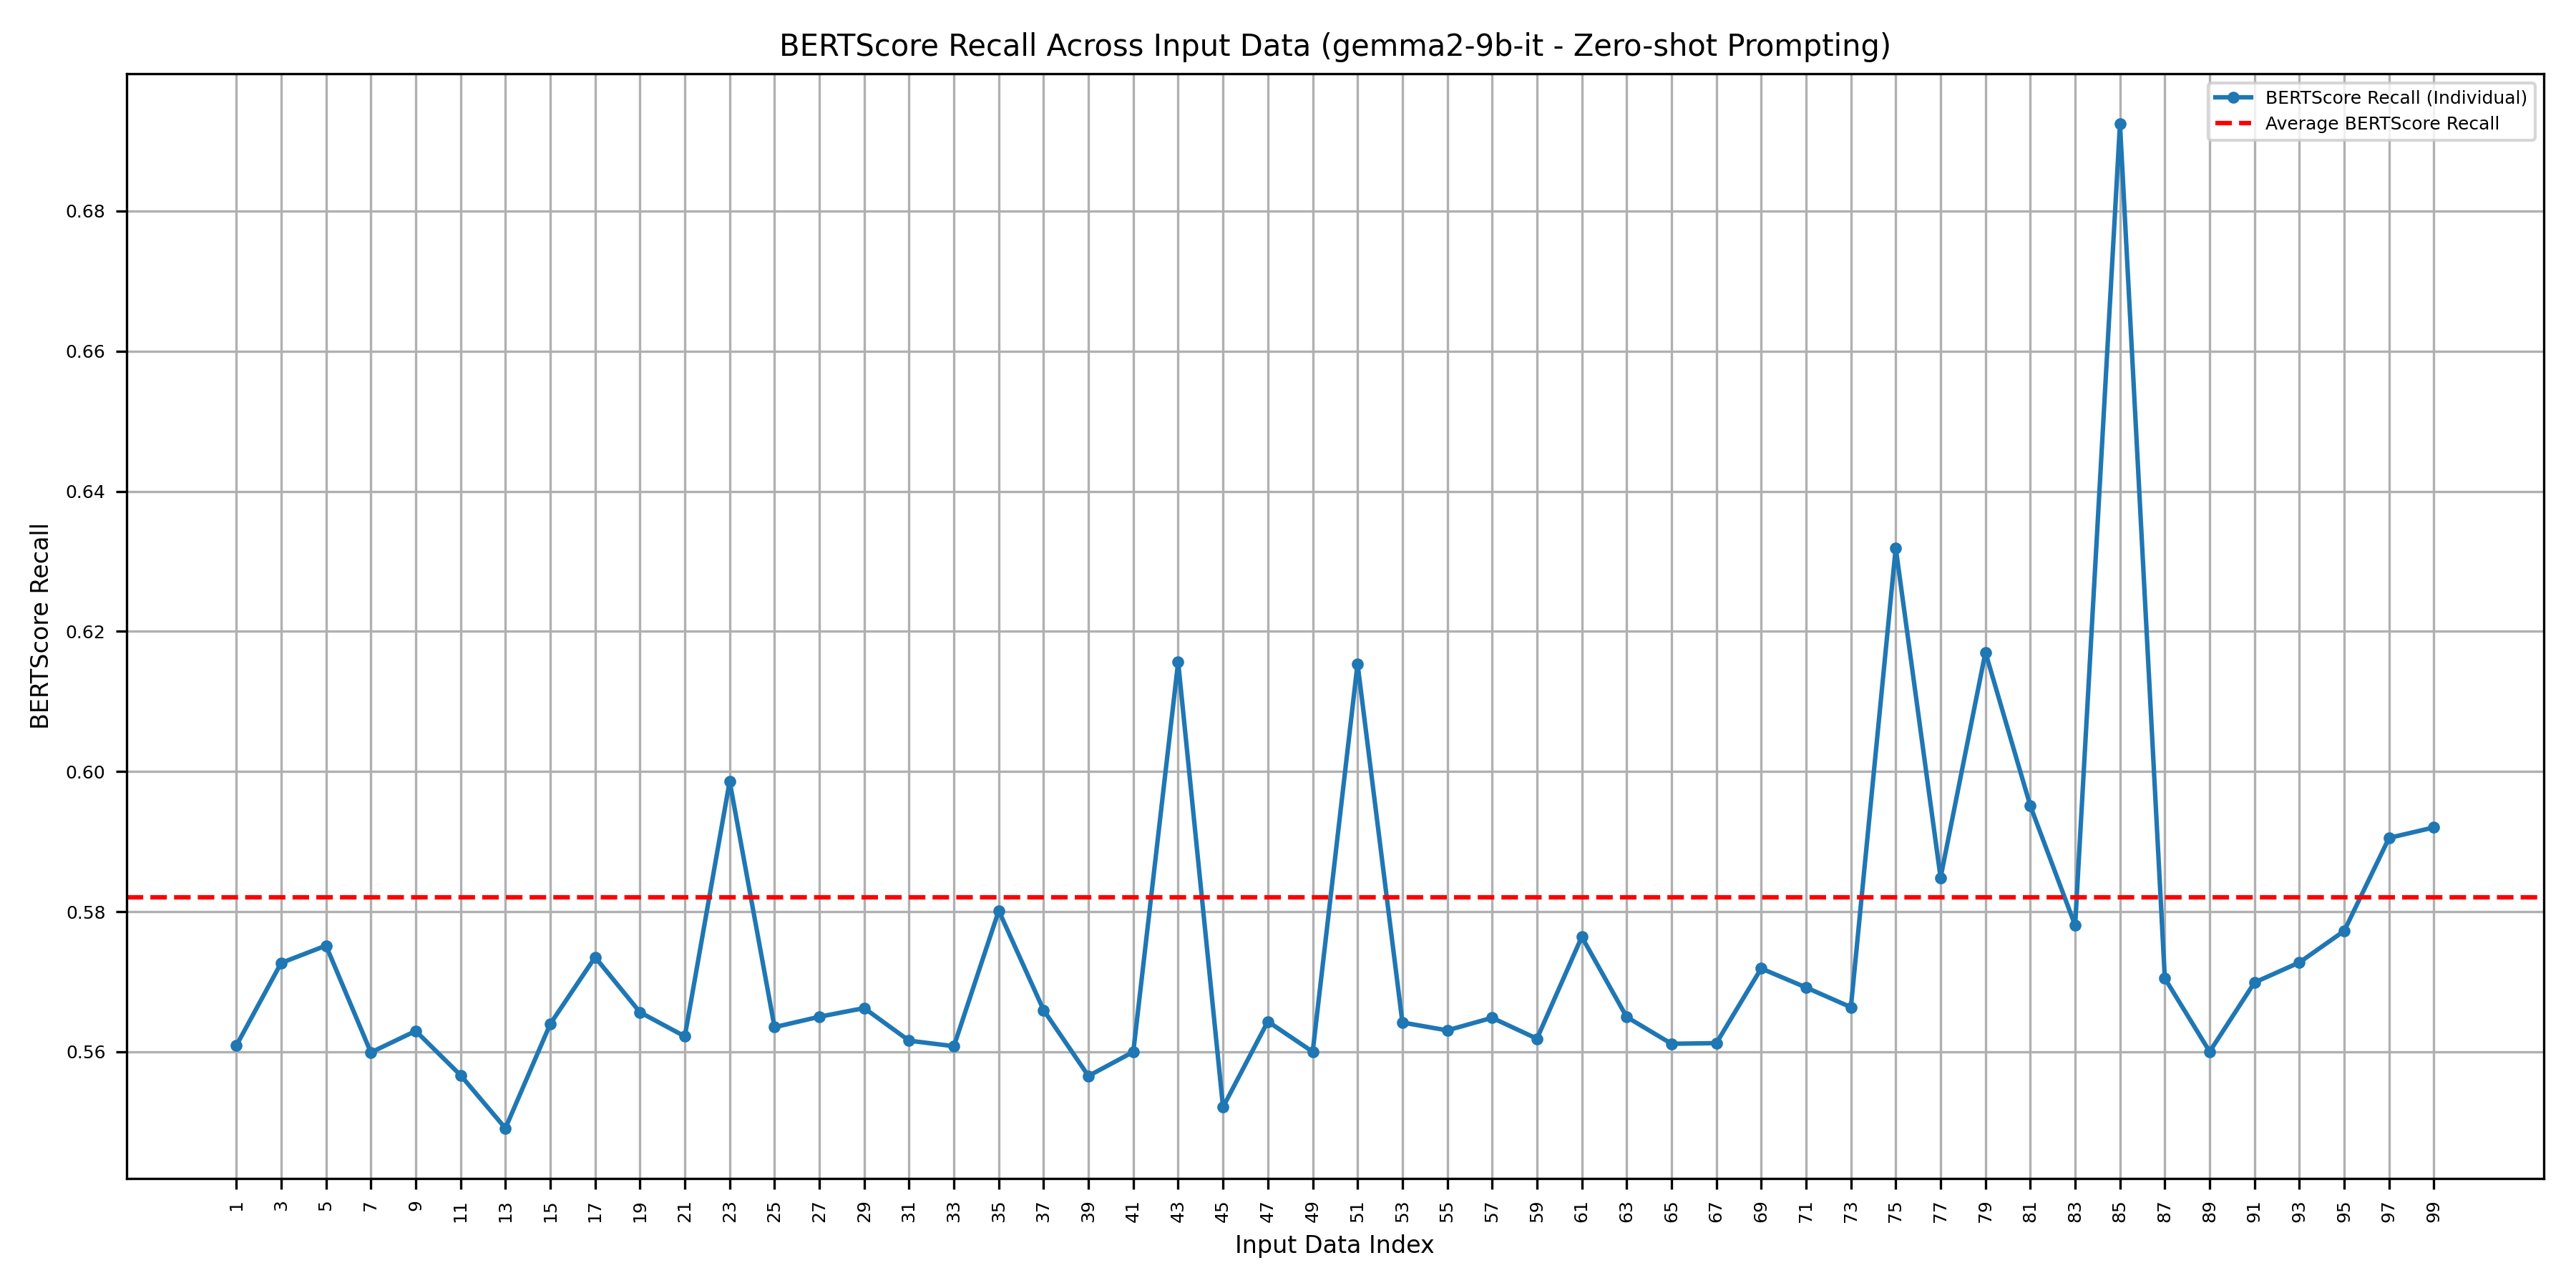 BERTScore Recall Across Input Data (gemma2-9b-it - Zero-shot Prompting)
BERTScore Recall (Individual)
Average BERTScore Recall
BERTScore Recall
0.68
0.66
0.64
0.62
0.60
0.58
0.56
1 3 5 7 9 11 13 15 17 19 21 23 25 27 29 31 33 35 37 39 41 43 45 47 49 51 53 55 57 59 61 63 65 67 69 71 73 75 77 79 81 83 85 87 89 91 93 95 97 99
Input Data Index